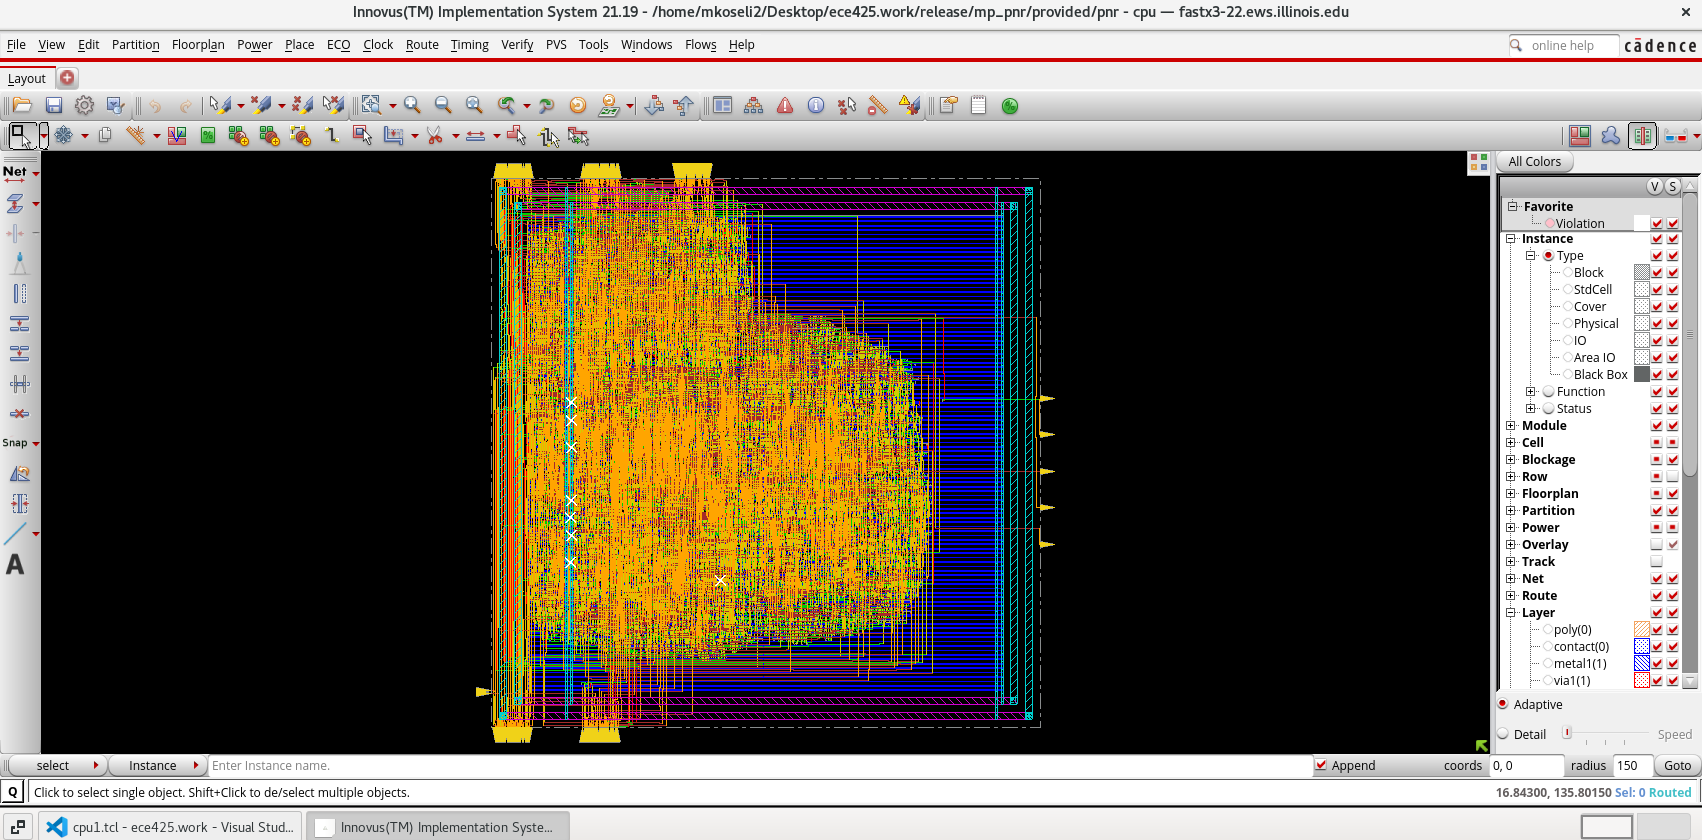 Innovus(TM) Implementation System 21.19 - /home/mkoseli2/Desktop/ece425.work/release/mp_pnr/provided/pnr - cpu — fastx3-22.ews.illinois.edu
File View Edit Partition Floorplan Power Place ECO Clock Route Timing Verify PVS Tools Windows Flows Help
online help
cādence
Layout
Net
Snap
A
All Colors
V S
Favorite
Violation
Instance
Type
Block
StdCell
Cover
Physical
IO
Area IO
Black Box
Function
Status
Module
Cell
Blockage
Row
Floorplan
Partition
Power
Overlay
Track
Net
Route
Layer
poly(0)
contact(0)
metal1(1)
via1(1)
Adaptive
Detail
Speed
select Instance Enter Instance name. Append coords 0, 0 radius 150 Goto
Q Click to select single object. Shift+Click to de/select multiple objects. 16.84300, 135.80150 Sel: 0 Routed
cpu1.tcl - ece425.work - Visual Stud... Innovus(TM) Implementation Syste...